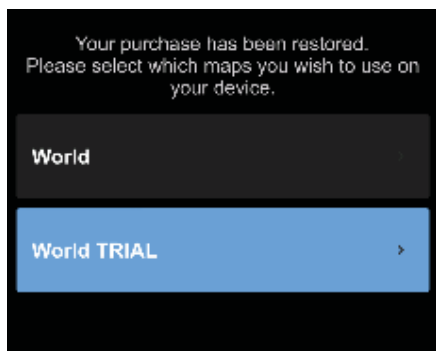 Your purchase has been restored.
Please select which maps you wish to use on
your device.
World
World TRIAL